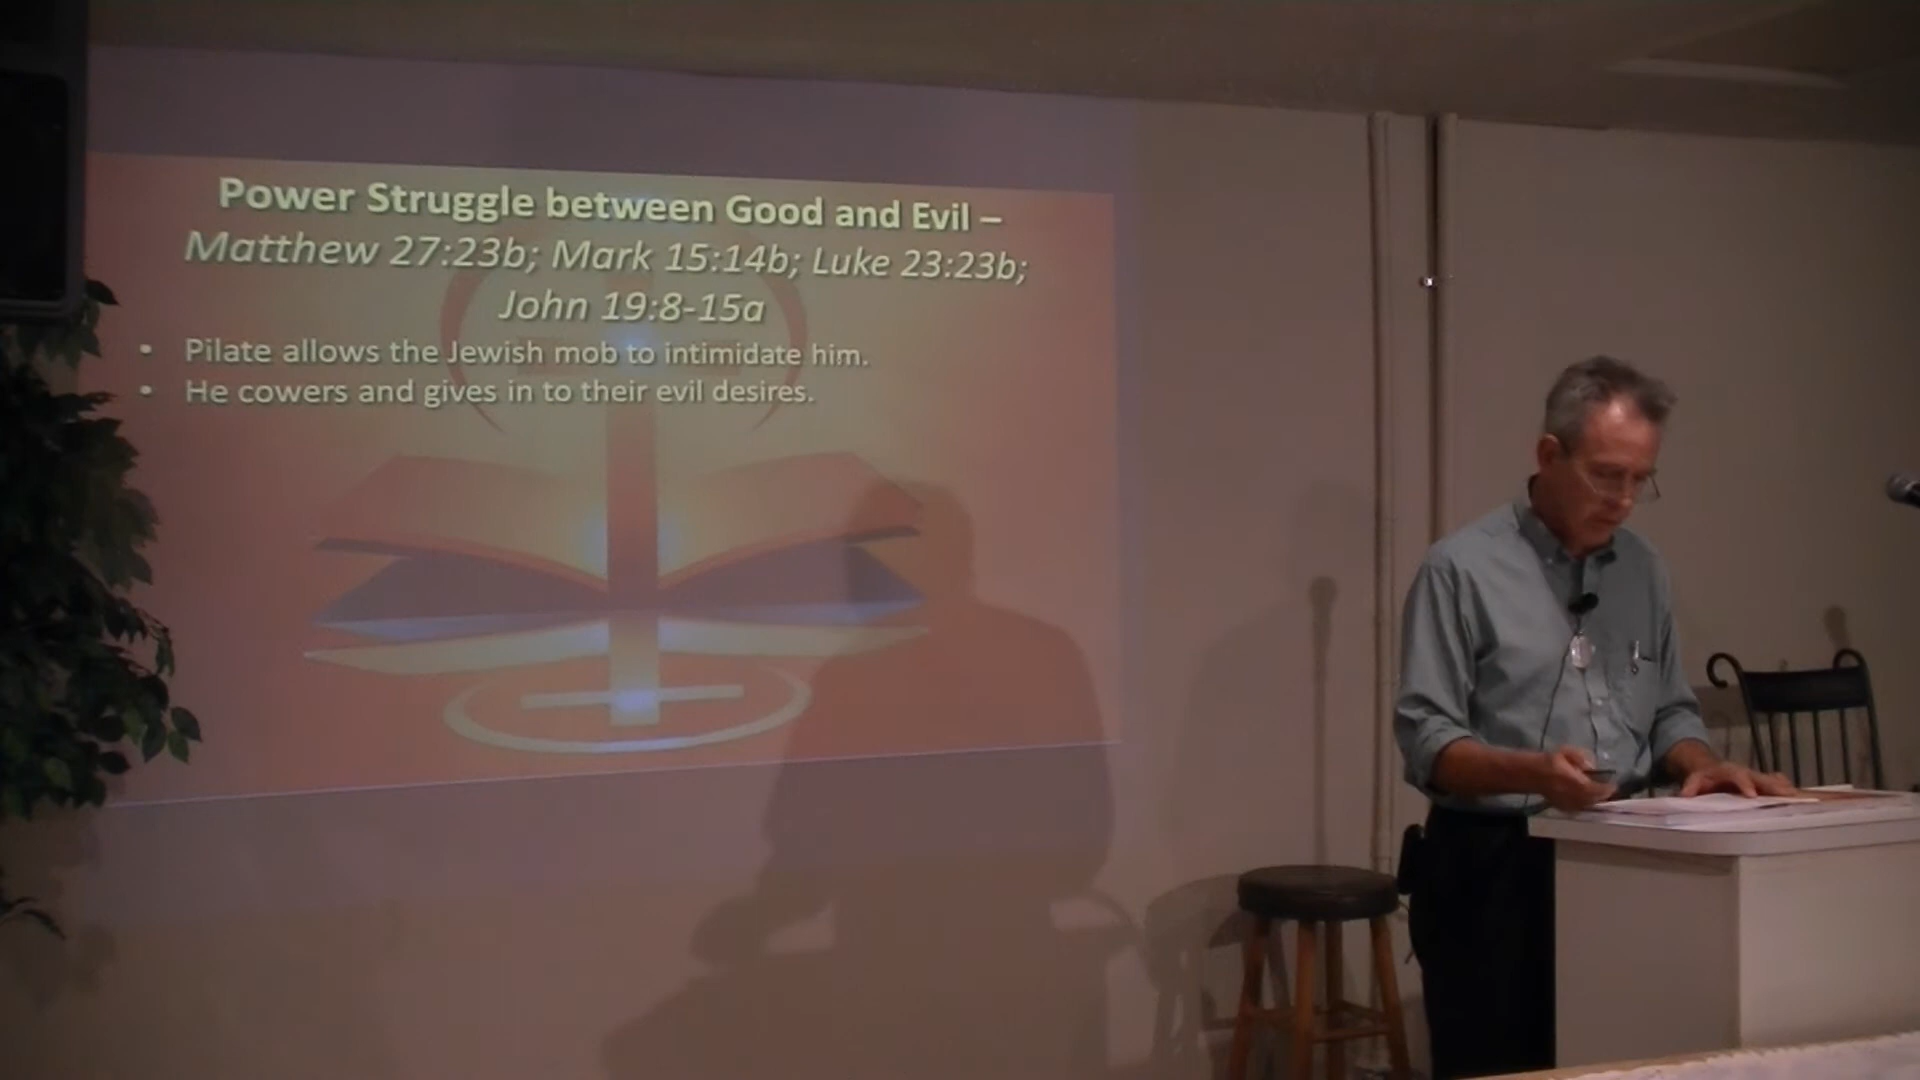 Power Struggle between Good and Evil –
Matthew 27:23b; Mark 15:14b; Luke 23:23b;
John 19:8-15a
• Pilate allows the Jewish mob to intimidate him.
• He cowers and gives in to their evil desires.